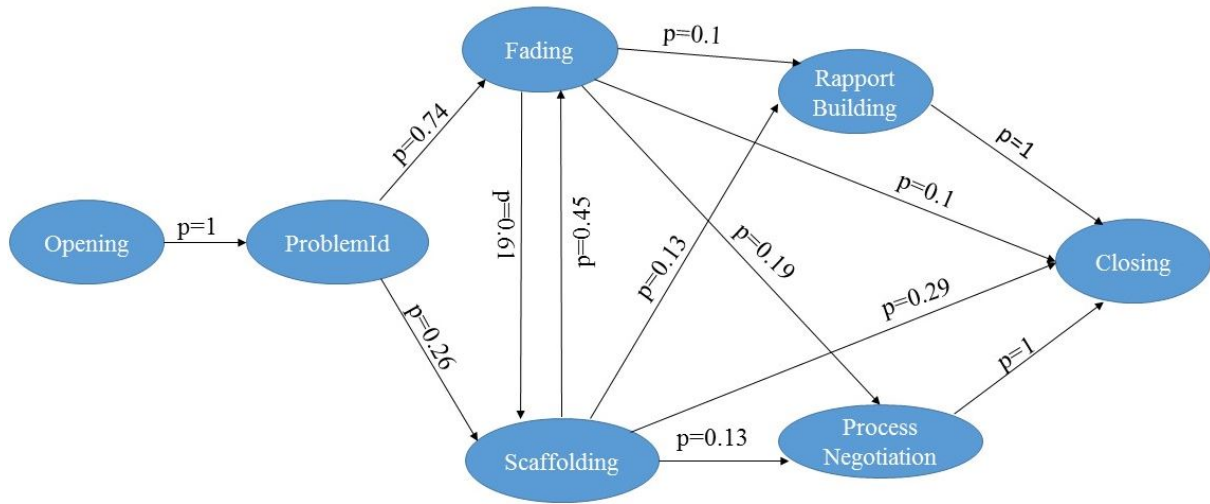 Opening
p=1
ProblemId
p=0.74
p=0.26
Fading
p=0.61
p=0.45
Scaffolding
p=0.1
p=0.13
p=0.1
p=0.19
p=0.29
p=0.13
Rapport
Building
Process
Negotiation
p=1
p=1
Closing